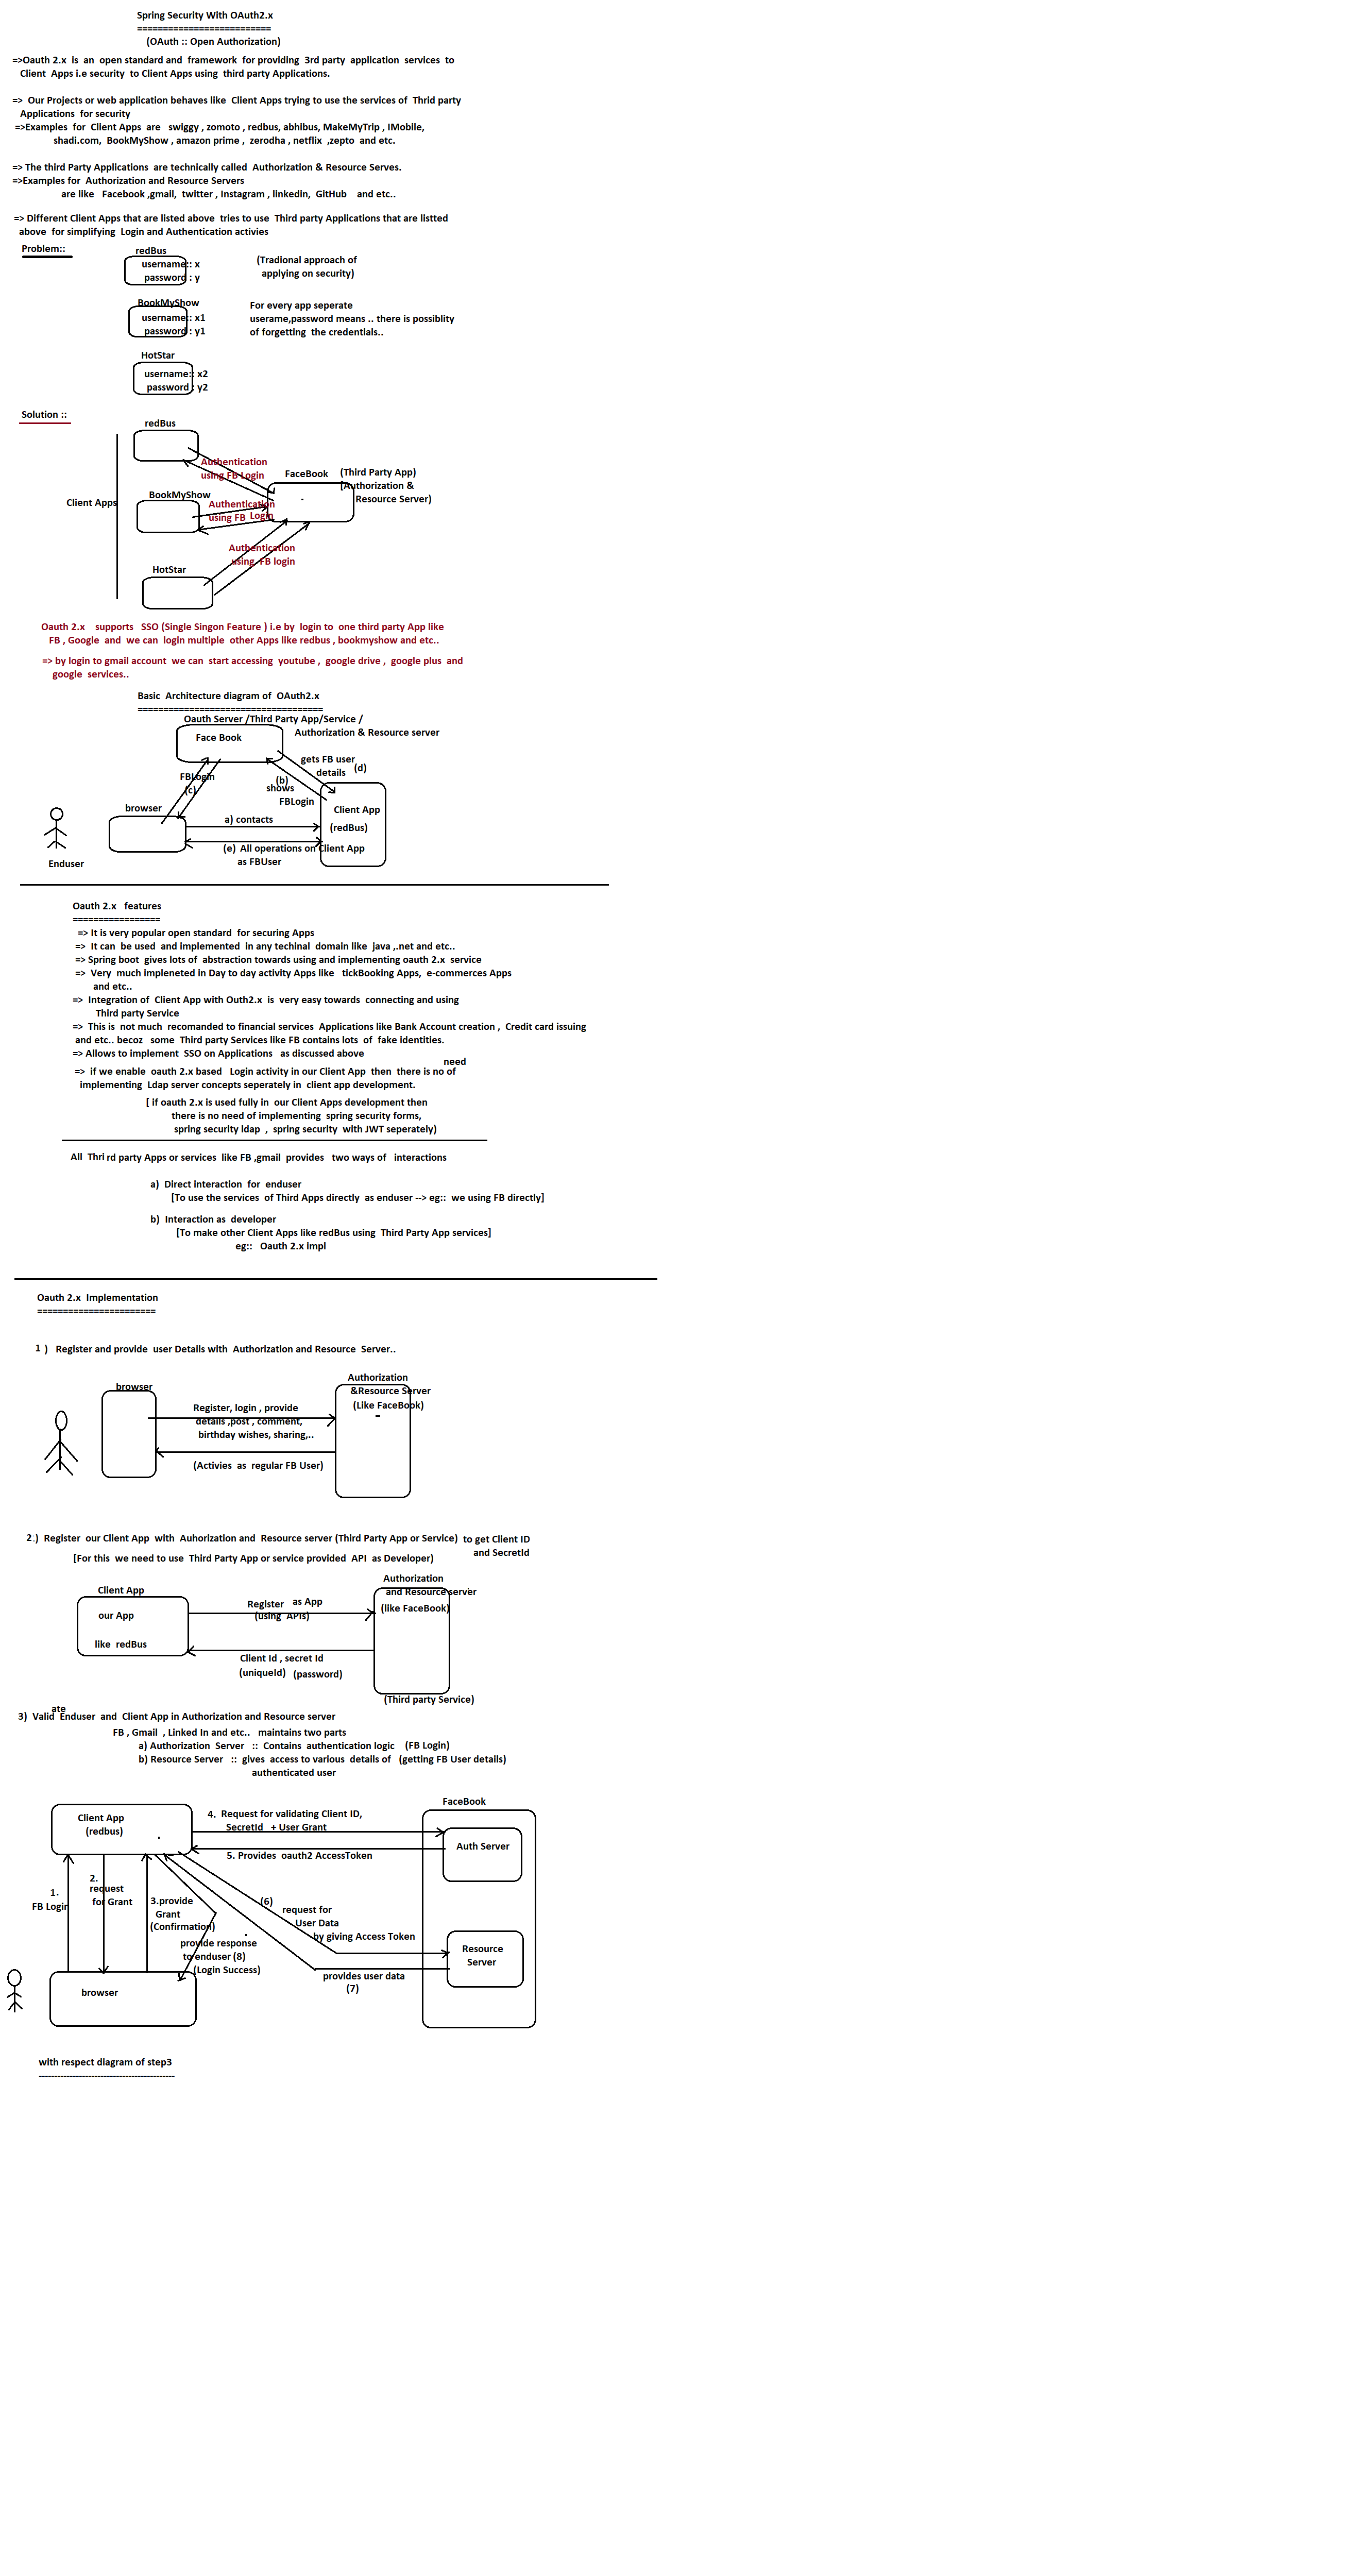 Spring Security With OAuth2.x
==========================
(OAuth :: Open Authorization)
=>Oauth 2.x is an open standard and framework for providing 3rd party application services to
Client Apps i.e security to Client Apps using third party Applications.
=> Our Projects or web application behaves like Client Apps trying to use the services of Thrid party
Applications for security
=>Examples for Client Apps are swiggy , zomoto , redbus, abhibus, MakeMyTrip , IMobile,
shadi.com, BookMyShow , amazon prime , zerodha , netflix ,zepto and etc.
=> The third Party Applications are technically called Authorization & Resource Serves.
=>Examples for Authorization and Resource Servers
are like Facebook ,gmail, twitter , Instagram , linkedin, GitHub and etc..
=> Different Client Apps that are listed above tries to use Third party Applications that are listted
above for simplifying Login and Authentication activies
Problem::
redBus
username:: x
password : y
(Tradional approach of
applying on security)
BookMyShow
username:: x1
password : y1
For every app seperate
userame,password means .. there is possiblity
of forgetting the credentials..
HotStar
username:: x2
password : y2
Solution ::
redBus
Authentication
using FB Login
FaceBook
(Third Party App)
[Authorization &
Resource Server)
Client Apps
BookMyShow
Authentication
using FB Login
Authentication
using FB login
HotStar
Oauth 2.x supports SSO (Single Singon Feature ) i.e by login to one third party App like
FB , Google and we can login multiple other Apps like redbus , bookmyshow and etc..
=> by login to gmail account we can start accessing youtube , google drive , google plus and
google services..
Basic Architecture diagram of OAuth2.x
====================================
Oauth Server /Third Party App/Service /
Authorization & Resource server
Face Book
gets FB user
details (d)
FBLogin
(c)
(b)
shows
FBLogin
browser
a) contacts
Client App
(redBus)
(e) All operations on Client App
as FBUser
Enduser
Oauth 2.x features
=================
=> It is very popular open standard for securing Apps
=> It can be used and implemented in any techinal domain like java ,.net and etc..
=> Spring boot gives lots of abstraction towards using and implementing oauth 2.x service
=> Very much impleneted in Day to day activity Apps like tickBooking Apps, e-commerces Apps
and etc..
=> Integration of Client App with Outh2.x is very easy towards connecting and using
Third party Service
=> This is not much recomanded to financial services Applications like Bank Account creation , Credit card issuing
and etc.. becoz some Third party Services like FB contains lots of fake identities.
=> Allows to implement SSO on Applications as discussed above
need
=> if we enable oauth 2.x based Login activity in our Client App then there is no of
implementing Ldap server concepts seperately in client app development.
[ if oauth 2.x is used fully in our Client Apps development then
there is no need of implementing spring security forms,
spring security ldap , spring security with JWT seperately)
All Thri rd party Apps or services like FB ,gmail provides two ways of interactions
a) Direct interaction for enduser
[To use the services of Third Apps directly as enduser --> eg:: we using FB directly]
b) Interaction as developer
[To make other Client Apps like redBus using Third Party App services]
eg:: Oauth 2.x impl
Oauth 2.x Implementation
=======================
1 ) Register and provide user Details with Authorization and Resource Server..
browser
Authorization
&Resource Server
(Like FaceBook)
Register, login , provide
details ,post , comment,
birthday wishes, sharing,..
(Activies as regular FB User)
2.) Register our Client App with Auhorization and Resource server (Third Party App or Service) to get Client ID
and SecretId
[For this we need to use Third Party App or service provided API as Developer)
Client App
our App
like redBus
Register as App
(using APIs)
Authorization
and Resource server
(like FaceBook)
Client Id , secret Id
(uniqueId) (password)
(Third party Service)
ate
3) Valid Enduser and Client App in Authorization and Resource server
FB , Gmail , Linked In and etc.. maintains two parts
a) Authorization Server :: Contains authentication logic (FB Login)
b) Resource Server :: gives access to various details of (getting FB User details)
authenticated user
FaceBook
Client App
(redbus)
4. Request for validating Client ID,
SecretId + User Grant
Auth Server
5. Provides oauth2 AccessToken
1.
FB Login
2.
request
for Grant
3.provide
Grant
(Confirmation)
(6)
request for
User Data
by giving Access Token
provide response
to enduser (8)
(Login Success)
Resource
Server
provides user data
(7)
browser
with respect diagram of step3
--------------------------------------------